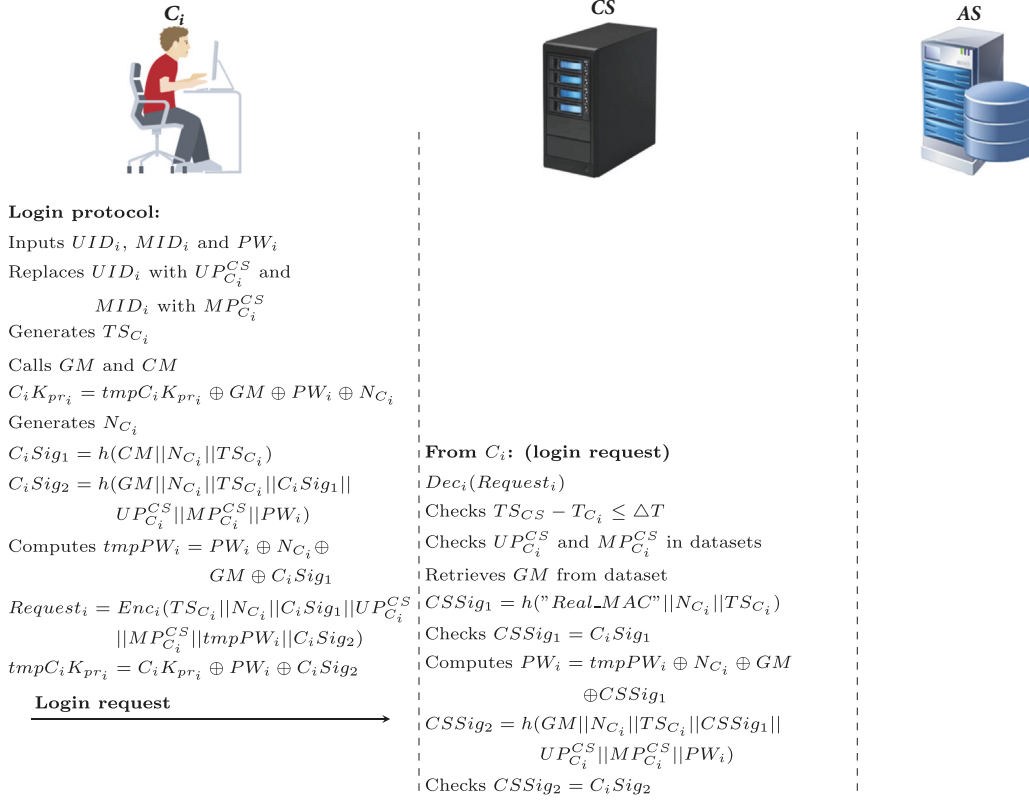 C_i
CS
AS
Login protocol:
Inputs UID_i, MID_i and PW_i
Replaces UID_i with UP_{C_i}^{CS} and
MID_i with MP_{C_i}^{CS}
Generates TS_{C_i}
Calls GM and CM
C_iK_{pr_i} = tmpC_iK_{pr_i} ⊕ GM ⊕ PW_i ⊕ N_{C_i}
Generates N_{C_i}
C_iSig_1 = h(CM||N_{C_i}||TS_{C_i})
C_iSig_2 = h(GM||N_{C_i}||TS_{C_i}||C_iSig_1||
UP_{C_i}^{CS}||MP_{C_i}^{CS}||PW_i)
Computes tmpPW_i = PW_i ⊕ N_{C_i}⊕
GM ⊕ C_iSig_1
Request_i = Enc_i(TS_{C_i}||N_{C_i}||C_iSig_1||UP_{C_i}^{CS}
||MP_{C_i}^{CS}||tmpPW_i||C_iSig_2)
tmpC_iK_{pr_i} = C_iK_{pr_i} ⊕ PW_i ⊕ C_iSig_2
Login request
From C_i: (login request)
Dec_i(Request_i)
Checks TS_{CS} − T_{C_i} ≤ △T
Checks UP_{C_i}^{CS} and MP_{C_i}^{CS} in datasets
Retrieves GM from dataset
CSSig_1 = h(”Real_MAC”||N_{C_i}||TS_{C_i})
Checks CSSig_1 = C_iSig_1
Computes PW_i = tmpPW_i ⊕ N_{C_i} ⊕ GM
⊕CSSig_1
CSSig_2 = h(GM||N_{C_i}||TS_{C_i}||CSSig_1||
UP_{C_i}^{CS}||MP_{C_i}^{CS}||PW_i)
Checks CSSig_2 = C_iSig_2